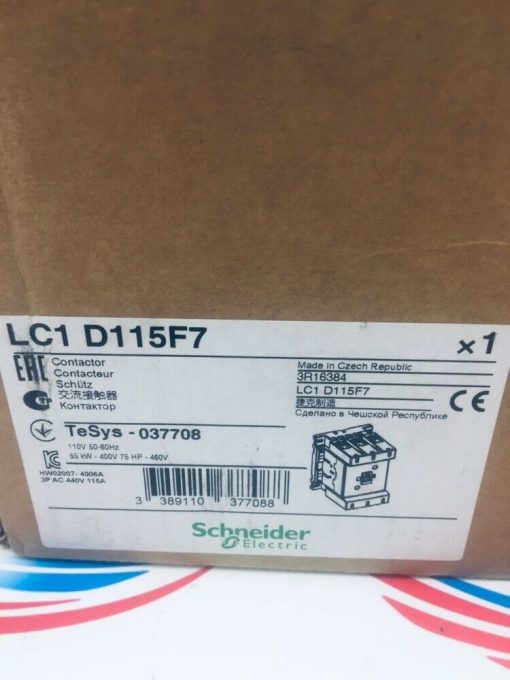 LC1 D115F7
×1
EAC
Contactor
Contacteur
Schütz
交流接触器
Контактор
Made in Czech Republic
3R16384
LC1 D115F7
捷克制造
Сделано в Чешской Республике
CE
TeSys - 037708
110V 50-60Hz
55 kW - 400V 75 HP - 460V
HW02007-4006A
3P AC 440V 115A
3 389110 377088
Schneider
Electric